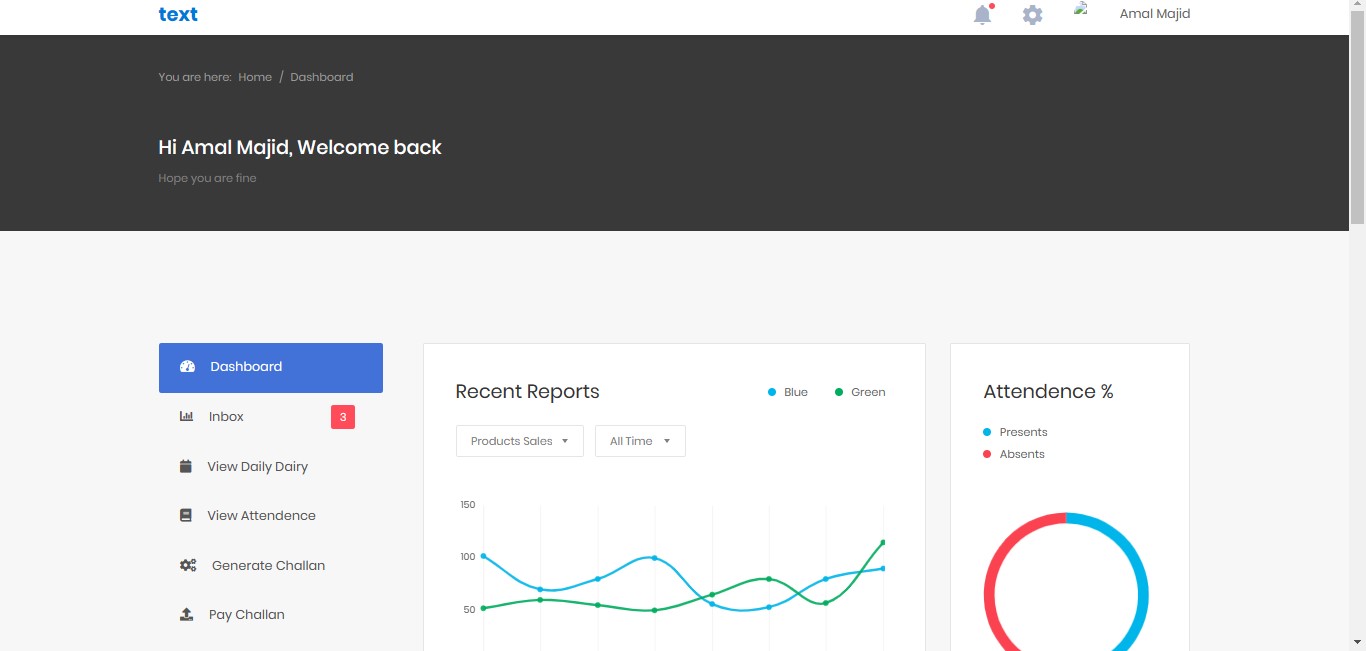 text
Amal Majid
You are here: Home / Dashboard
Hi Amal Majid, Welcome back
Hope you are fine
Dashboard
Inbox 3
View Daily Dairy
View Attendence
Generate Challan
Pay Challan
Recent Reports
Blue Green
Products Sales All Time
150
100
50
Attendence %
Presents
Absents